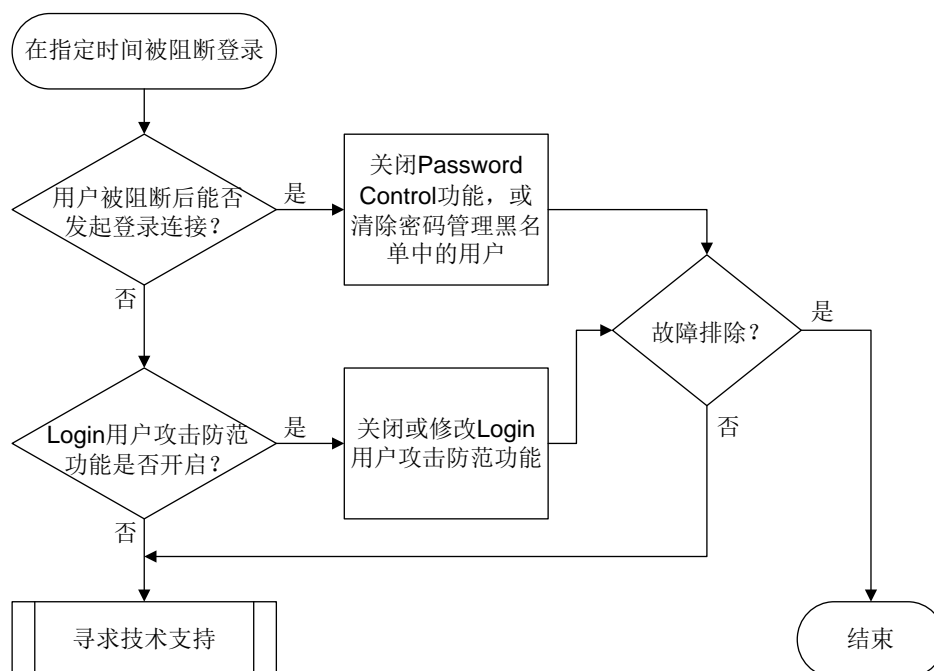 在指定时间被阻断登录
用户被阻断后能否
发起登录连接？
是
关闭Password
Control功能，或
清除密码管理黑名
单中的用户
否
故障排除？
是
Login用户攻击防范
功能是否开启？
是
关闭或修改Login
用户攻击防范功能
否
否
寻求技术支持
结束